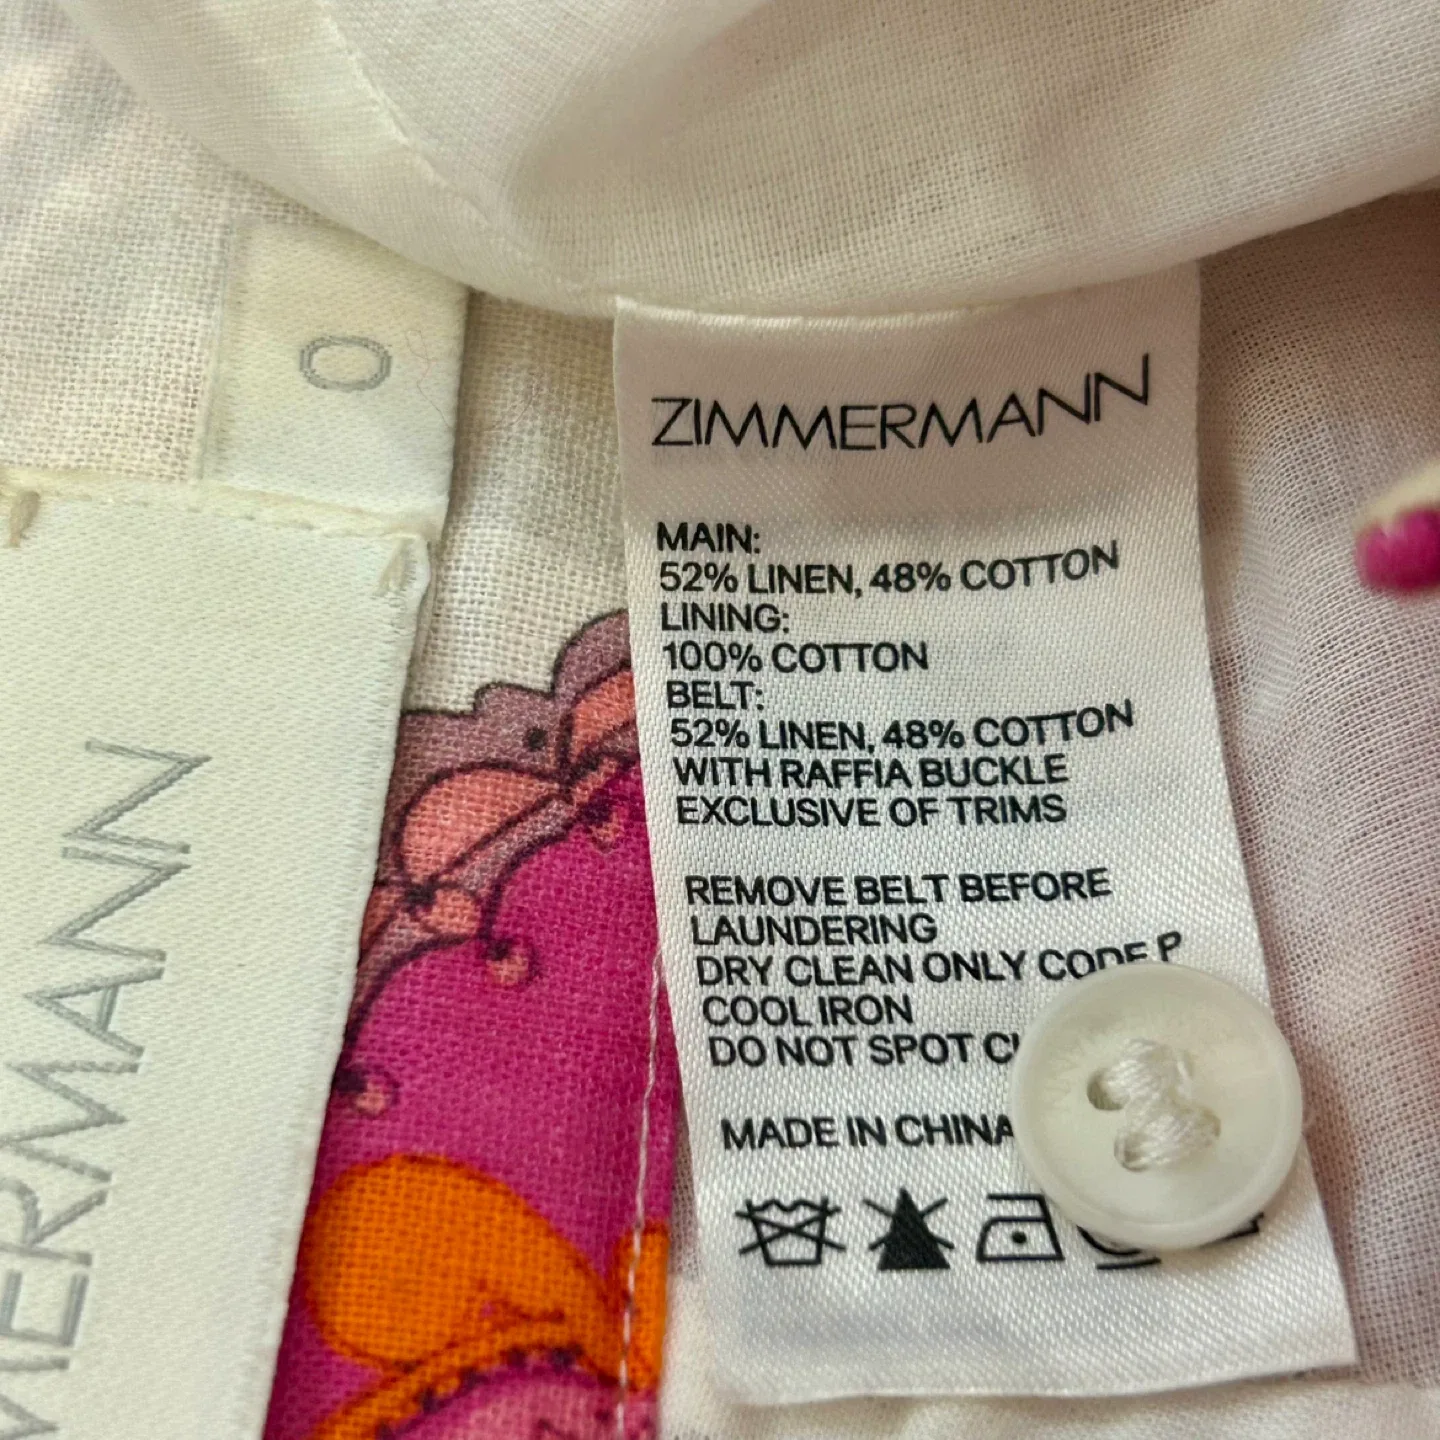 0
ZIMMERMANN
MAIN:
52% LINEN, 48% COTTON
LINING:
100% COTTON
BELT:
52% LINEN, 48% COTTON
WITH RAFFIA BUCKLE
EXCLUSIVE OF TRIMS
REMOVE BELT BEFORE
LAUNDERING
DRY CLEAN ONLY CODE P
COOL IRON
DO NOT SPOT
MADE IN CHINA